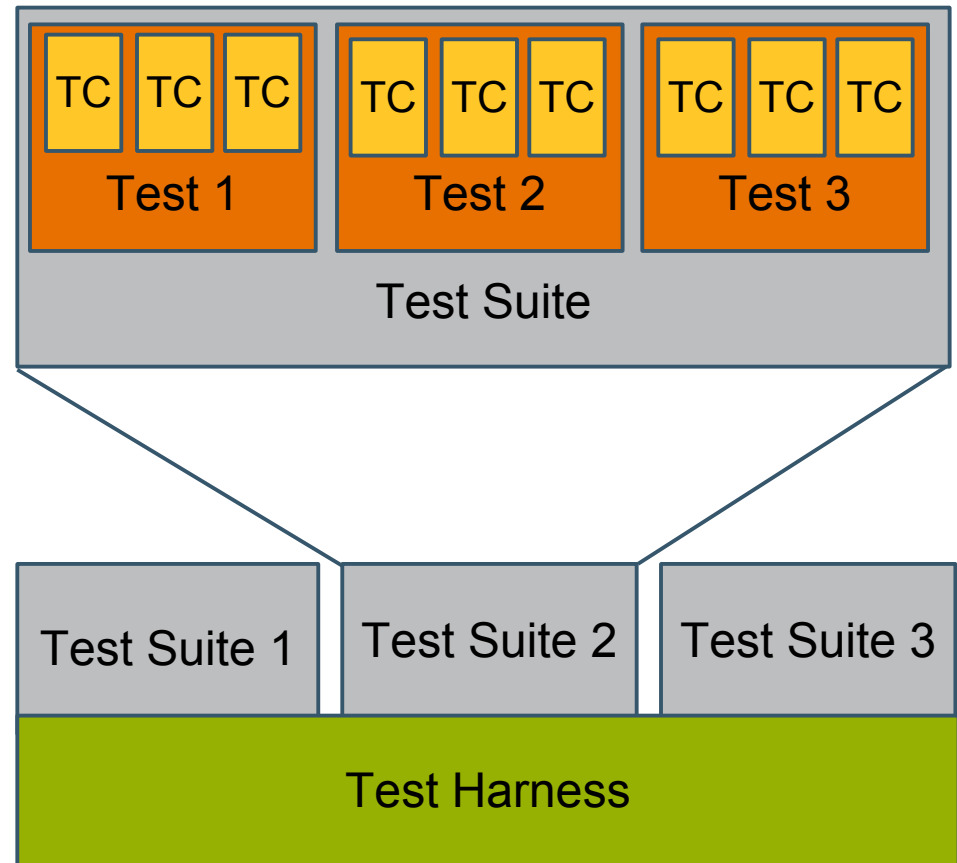 TC TC TC TC TC TC TC TC TC
Test 1 Test 2 Test 3
Test Suite
Test Suite 1 Test Suite 2 Test Suite 3
Test Harness